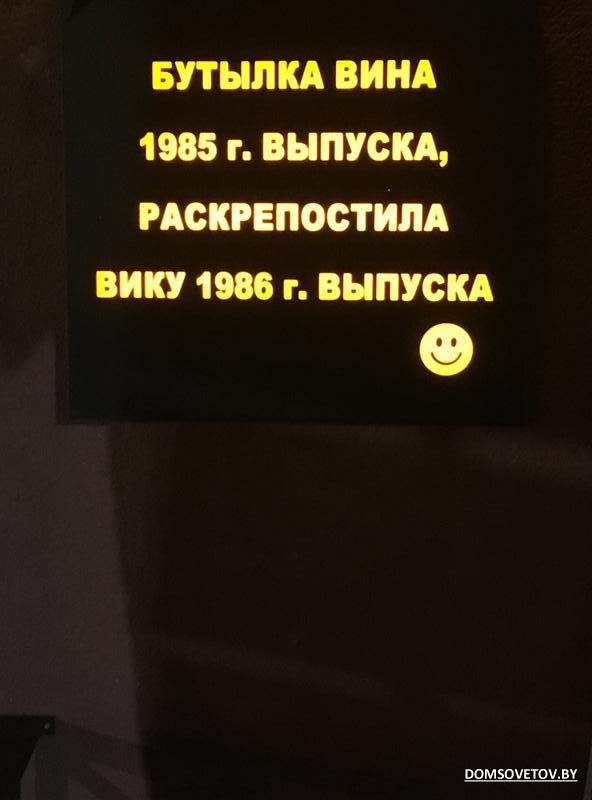 БУТЫЛКА ВИНА
1985 г. ВЫПУСКА,
РАСКРЕПОСТИЛА
ВИКУ 1986 г. ВЫПУСКА
DOMSOVETOV.BY